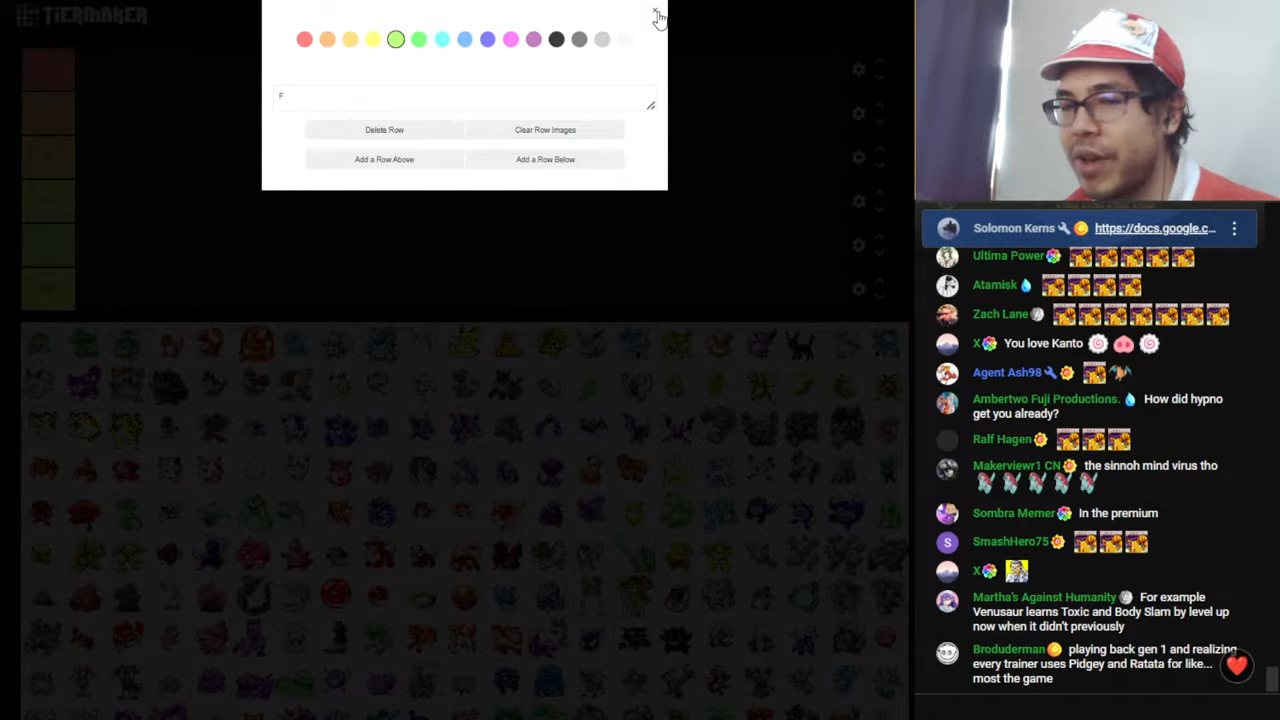 TIERMAKER
×
F
Delete Row
Clear Row Images
Add a Row Above
Add a Row Below
Solomon Kerns https://docs.google.c...
Ultima Power
Atamisk
Zach Lane
X You love Kanto
Agent Ash98
Ambertwo Fuji Productions. How did hypno
get you already?
Ralf Hagen
Makerviewr1 CN the sinnoh mind virus tho
Sombra Memer In the premium
S SmashHero75
X
Martha's Against Humanity For example
Venusaur learns Toxic and Body Slam by level up
now when it didn't previously
Broduderman playing back gen 1 and realizing
every trainer uses Pidgey and Ratata for like...
most the game